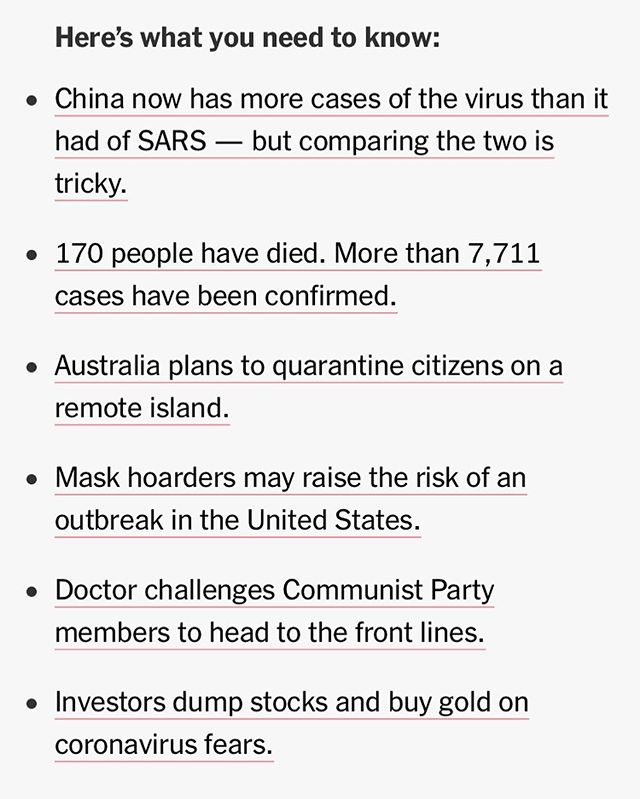 Here’s what you need to know:
• China now has more cases of the virus than it
had of SARS — but comparing the two is
tricky.
• 170 people have died. More than 7,711
cases have been confirmed.
• Australia plans to quarantine citizens on a
remote island.
• Mask hoarders may raise the risk of an
outbreak in the United States.
• Doctor challenges Communist Party
members to head to the front lines.
• Investors dump stocks and buy gold on
coronavirus fears.